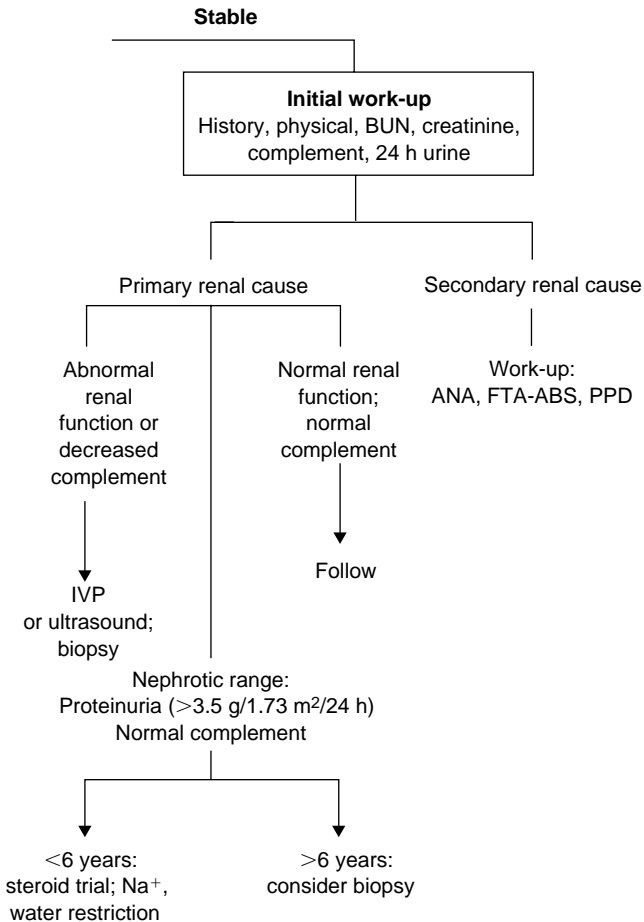 Stable
Initial work-up
History, physical, BUN, creatinine,
complement, 24 h urine
Primary renal cause
Secondary renal cause
Abnormal
renal
function or
decreased
complement
Normal renal
function;
normal
complement
Work-up:
ANA, FTA-ABS, PPD
IVP
or ultrasound;
biopsy
Follow
Nephrotic range:
Proteinuria (>3.5 g/1.73 m²/24 h)
Normal complement
<6 years:
steroid trial; Na⁺,
water restriction
>6 years:
consider biopsy